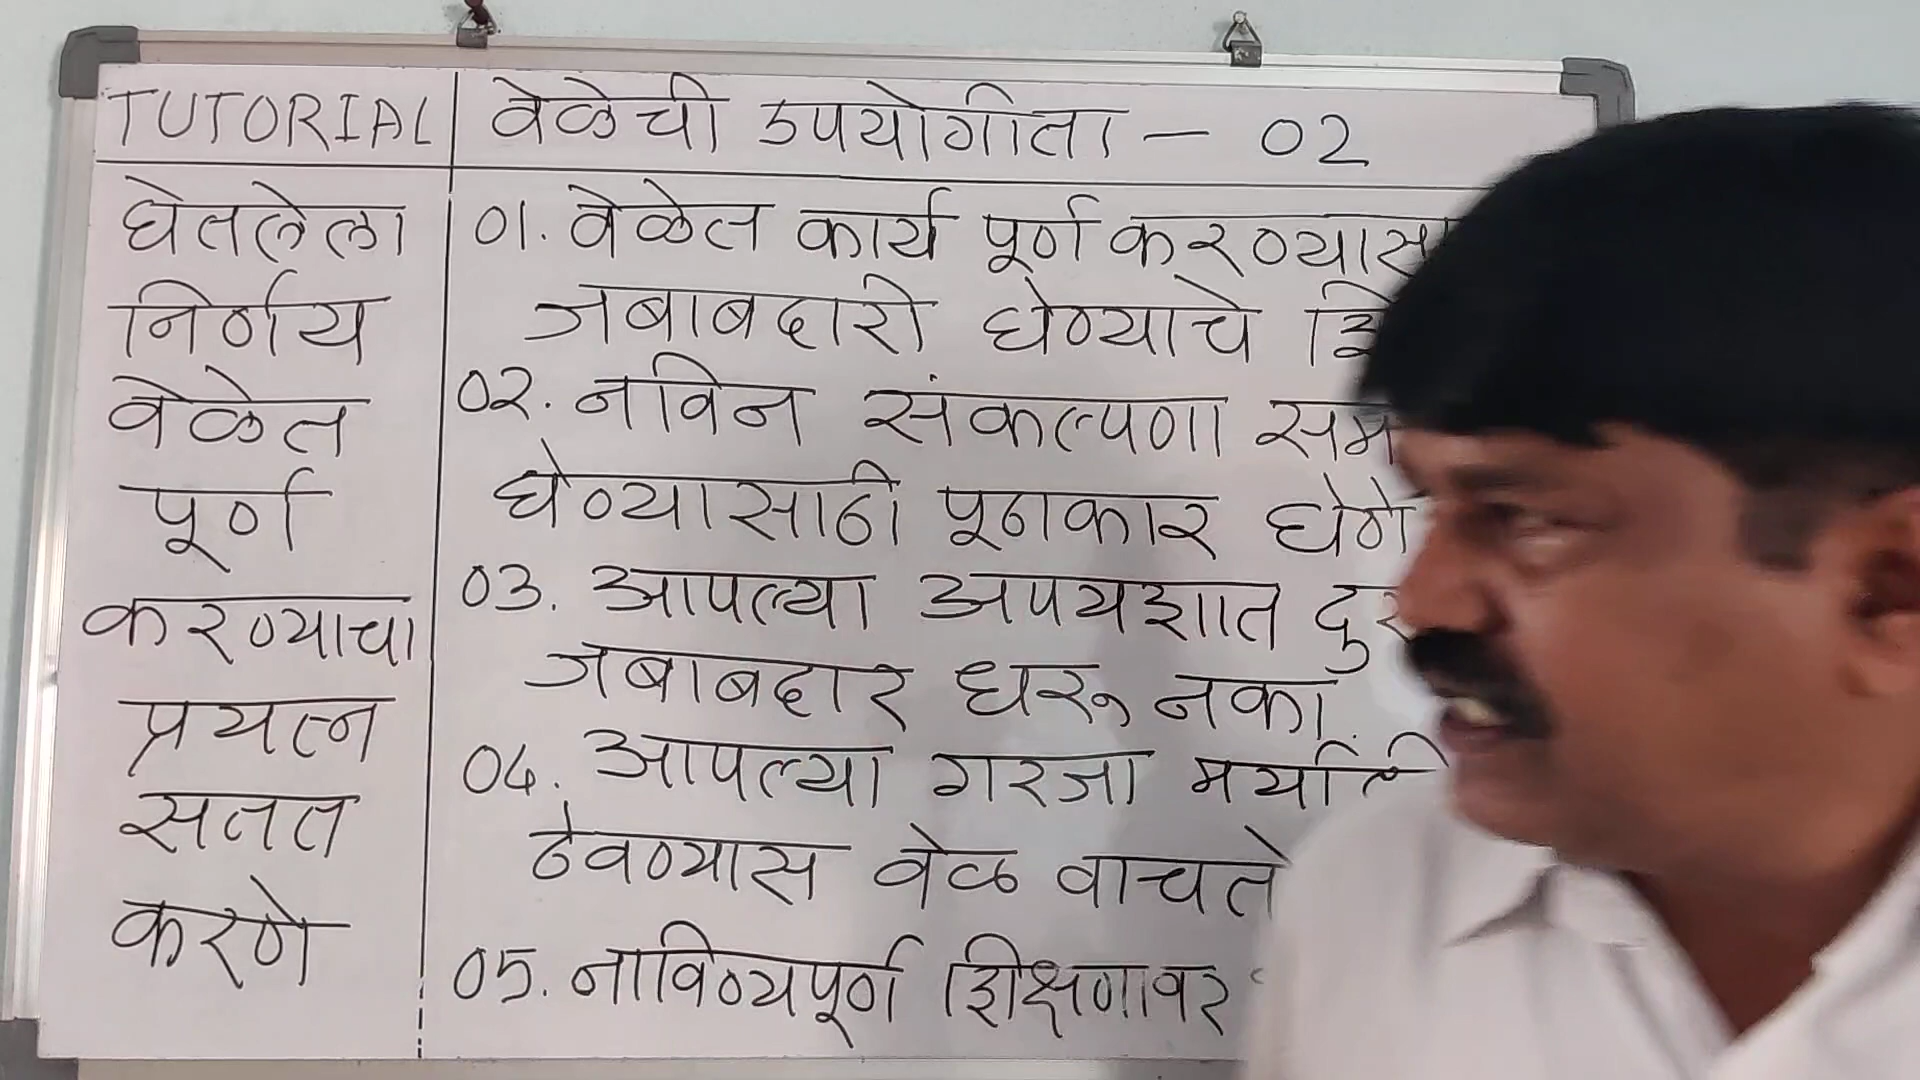 TUTORIAL
वेळेची उपयोगीता - 02
घेतलेला
निर्णय
वेळेत
पूर्ण
करण्याचा
प्रयत्न
सतत
करणे
01. वेळेत कार्य पूर्ण करण्यास
जबाबदारी घेण्याचे
02. नविन संकल्पणा
घेण्यासाठी पूढाकार घेणे
03. आपल्या अपयशात
जबाबदार धरू नका.
04. आपल्या गरजा
ठेवण्यास वेळ वाचते
05. नाविण्यपूर्ण शिक्षणावर